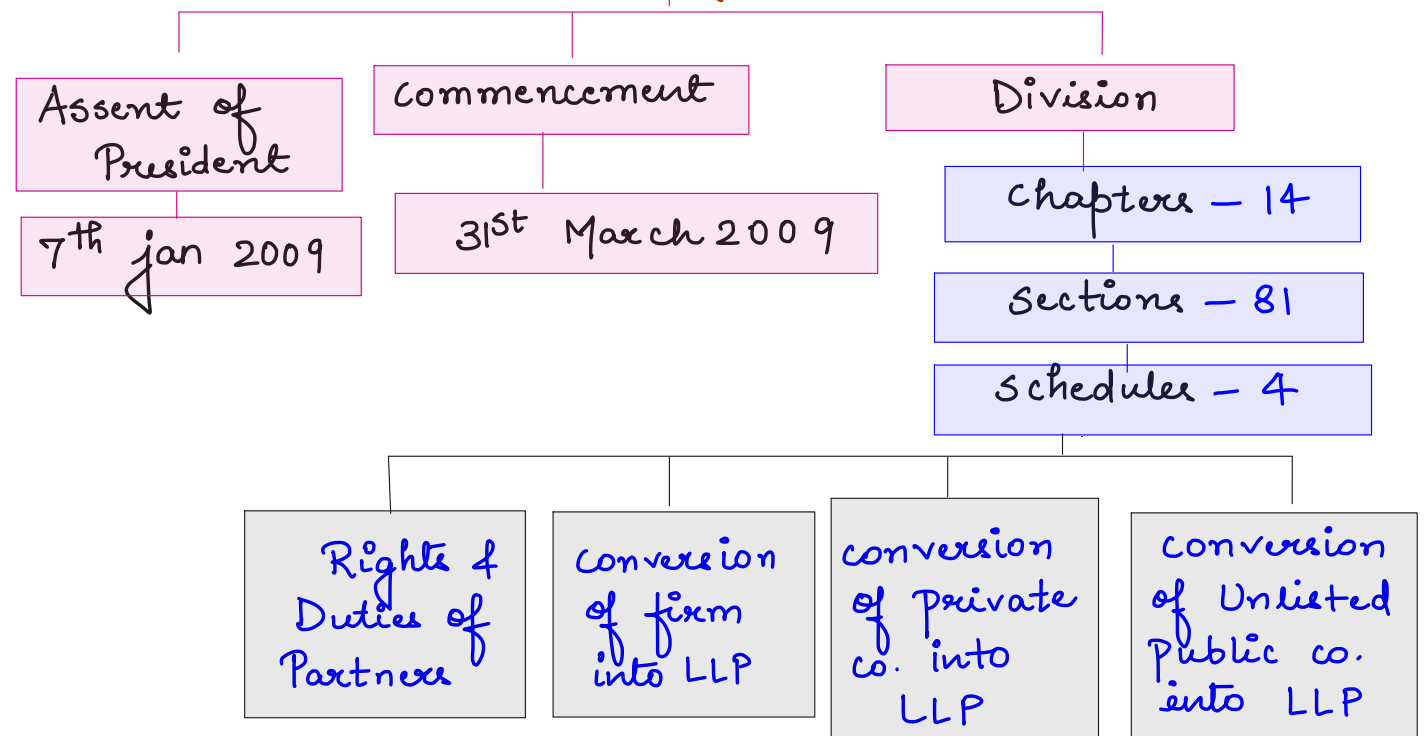 Assent of
President
7th jan 2009
Commencement
31st March 2009
Division
Chapters - 14
Sections - 81
Schedules - 4
Rights &
Duties of
Partners
conversion
of firm
into LLP
conversion
of private
co. into
LLP
conversion
of Unlisted
Public co.
into LLP